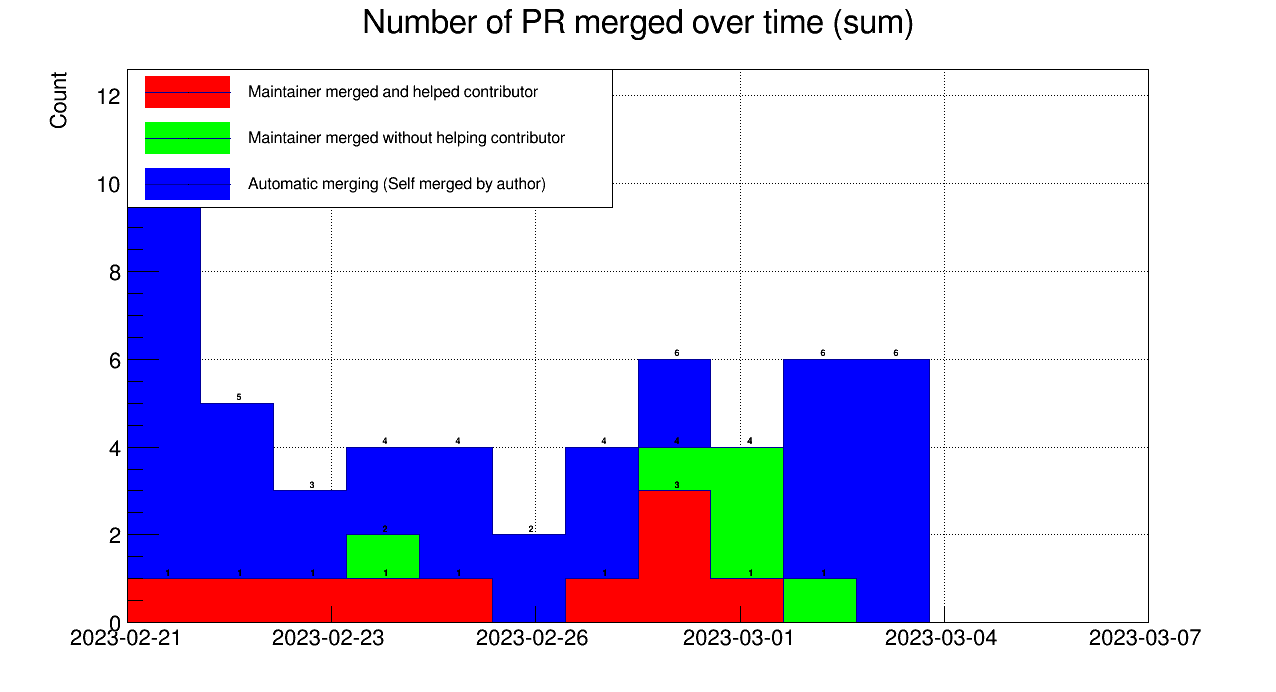 Number of PR merged over time (sum)
Count
Maintainer merged and helped contributor
Maintainer merged without helping contributor
Automatic merging (Self merged by author)
12
10
8
6
4
2
0
6 6 6
5
4 4 4 4 4
3 3
2 2
1 1 1 1 1 1 1 1
2023-02-21 2023-02-23 2023-02-26 2023-03-01 2023-03-04 2023-03-07